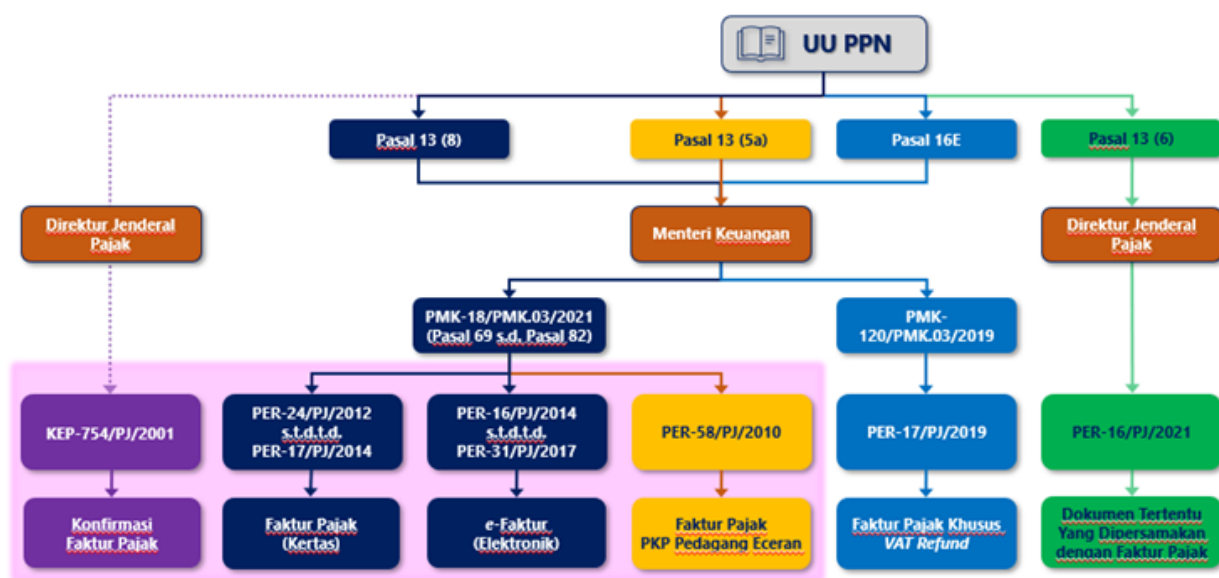 UU PPN
Pasal 13 (8)
Pasal 13 (5a)
Pasal 16E
Pasal 13 (6)
Direktur Jenderal
Pajak
Menteri Keuangan
Direktur Jenderal
Pajak
PMK-18/PMK.03/2021
(Pasal 69 s.d. Pasal 82)
PMK-
120/PMK.03/2019
KEP-754/PJ/2001
PER-24/PJ/2012
s.t.d.t.d.
PER-17/PJ/2014
PER-16/PJ/2014
s.t.d.t.d.
PER-31/PJ/2017
PER-58/PJ/2010
PER-17/PJ/2019
PER-16/PJ/2021
Konfirmasi
Faktur Pajak
Faktur Pajak
(Kertas)
e-Faktur
(Elektronik)
Faktur Pajak
PKP Pedagang Eceran
Faktur Pajak Khusus
VAT Refund
Dokumen Tertentu
Yang Dipersamakan
dengan Faktur Pajak